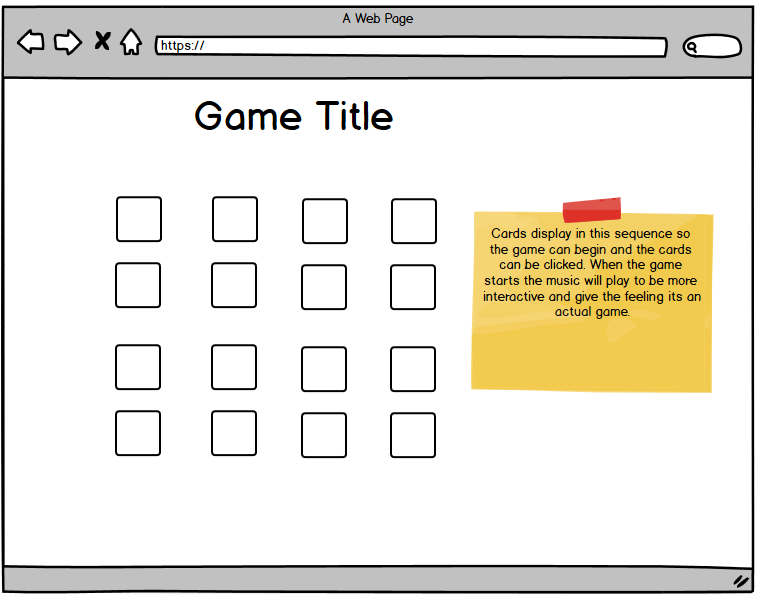 A Web Page
https://
Game Title
Cards display in this sequence so
the game can begin and the cards
can be clicked. When the game
starts the music will play to be more
interactive and give the feeling its an
actual game.